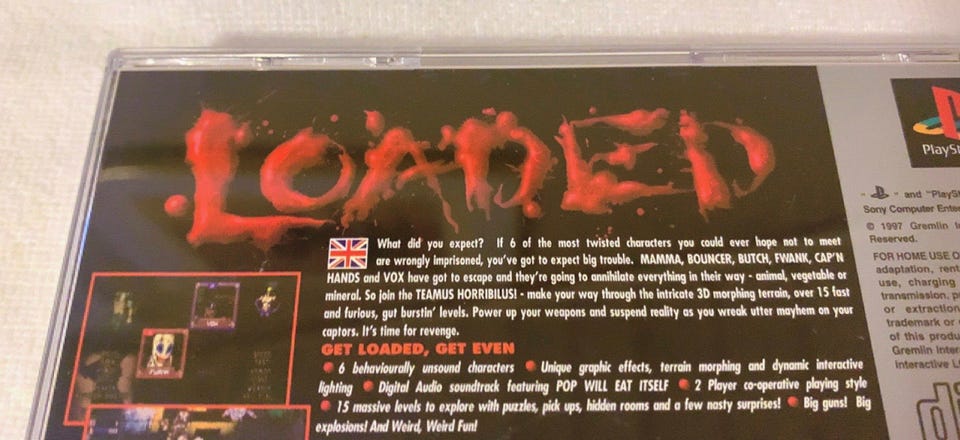 LOADED
What did you expect? If 6 of the most twisted characters you could ever hope not to meet
are wrongly imprisoned, you've got to expect big trouble. MAMMA, BOUNCER, BUTCH, FWANK, CAP'N
HANDS and VOX have got to escape and they're going to annihilate everything in their way - animal, vegetable or
mineral. So join the TEAMUS HORRIBILUS! - make your way through the intricate 3D morphing terrain, over 15 fast
and furious, gut burstin' levels. Power up your weapons and suspend reality as you wreak utter mayhem on your
captors. It's time for revenge.
GET LOADED, GET EVEN
• 6 behaviourally unsound characters • Unique graphic effects, terrain morphing and dynamic interactive
lighting • Digital Audio soundtrack featuring POP WILL EAT ITSELF • 2 Player co-operative playing style
• 15 massive levels to explore with puzzles, pick ups, hidden rooms and a few nasty surprises! • Big guns! Big
explosions! And Weird, Weird Fun!
VOX
FWANK
PlaySt
" and "PlayS
Sony Computer Ente
© 1997 Gremlin In
Reserved.
FOR HOME USE O
adaptation, rent
use, charging
transmission, p
or extraction
trademark or
of this produ
Gremlin Inter
Interactive L